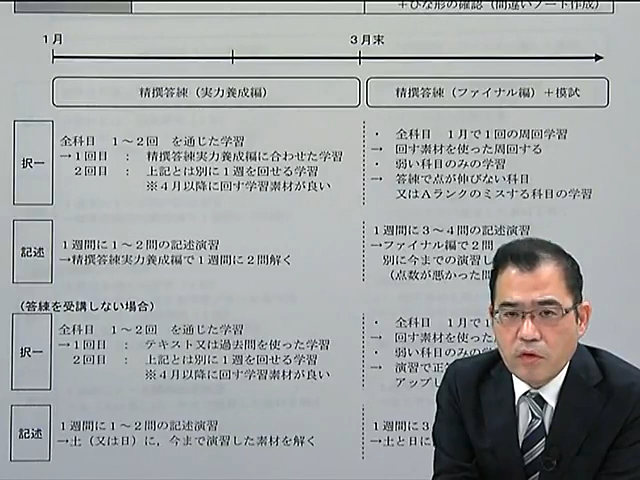 ＋ひな形の確認（間違いノート作成）
１月
３月末
精撰答練（実力養成編）
精撰答練（ファイナル編）＋模試
択一
全科目　１～２回　を通じた学習
→１回目　：　精撰答練実力養成編に合わせた学習
２回目　：　上記とは別に１週を回せる学習
※４月以降に回す学習素材が良い
・　全科目　１月で１回の周回学習
→　回す素材を使った周回する
・　弱い科目のみの学習
→　答練で点が伸びない科目
又はＡランクのミスする科目の学習
記述
１週間に１～２問の記述演習
→精撰答練実力養成編で１週間に２問解く
１週間に３～４問の記述演習
→ファイナル編で２問
別に今までの演習し
（点数が悪かった問
（答練を受講しない場合）
択一
全科目　１～２回　を通じた学習
→１回目　：　テキスト又は過去問を使った学習
２回目　：　上記とは別に１週を回せる学習
※４月以降に回す学習素材が良い
・　全科目　１月で１
→　回す素材を使っ
・　弱い科目のみの
→　演習で正
アップし
記述
１週間に１～２問の記述演習
→土（又は日）に，今まで演習した素材を解く
１週間に３
→土と日に